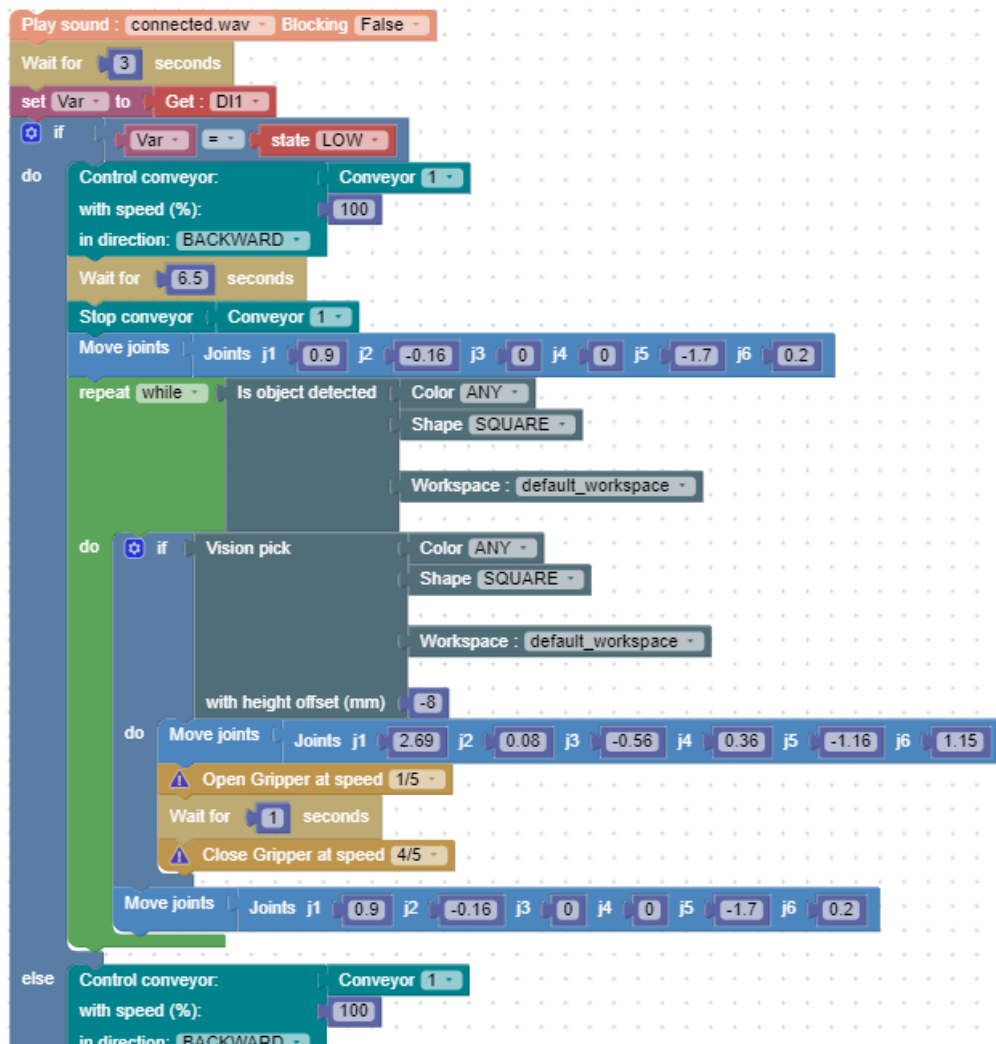 Play sound : connected.wav Blocking False
Wait for 3 seconds
set Var to Get : DI1
if Var = state LOW
do Control conveyor: Conveyor 1
with speed (%): 100
in direction: BACKWARD
Wait for 6.5 seconds
Stop conveyor Conveyor 1
Move joints Joints j1 0.9 j2 -0.16 j3 0 j4 0 j5 -1.7 j6 0.2
repeat while Is object detected Color ANY
Shape SQUARE
Workspace : default_workspace
do if Vision pick Color ANY
Shape SQUARE
Workspace : default_workspace
with height offset (mm) -8
do Move joints Joints j1 2.69 j2 0.08 j3 -0.56 j4 0.36 j5 -1.16 j6 1.15
Open Gripper at speed 1/5
Wait for 1 seconds
Close Gripper at speed 4/5
Move joints Joints j1 0.9 j2 -0.16 j3 0 j4 0 j5 -1.7 j6 0.2
else Control conveyor: Conveyor 1
with speed (%): 100
in direction: BACKWARD